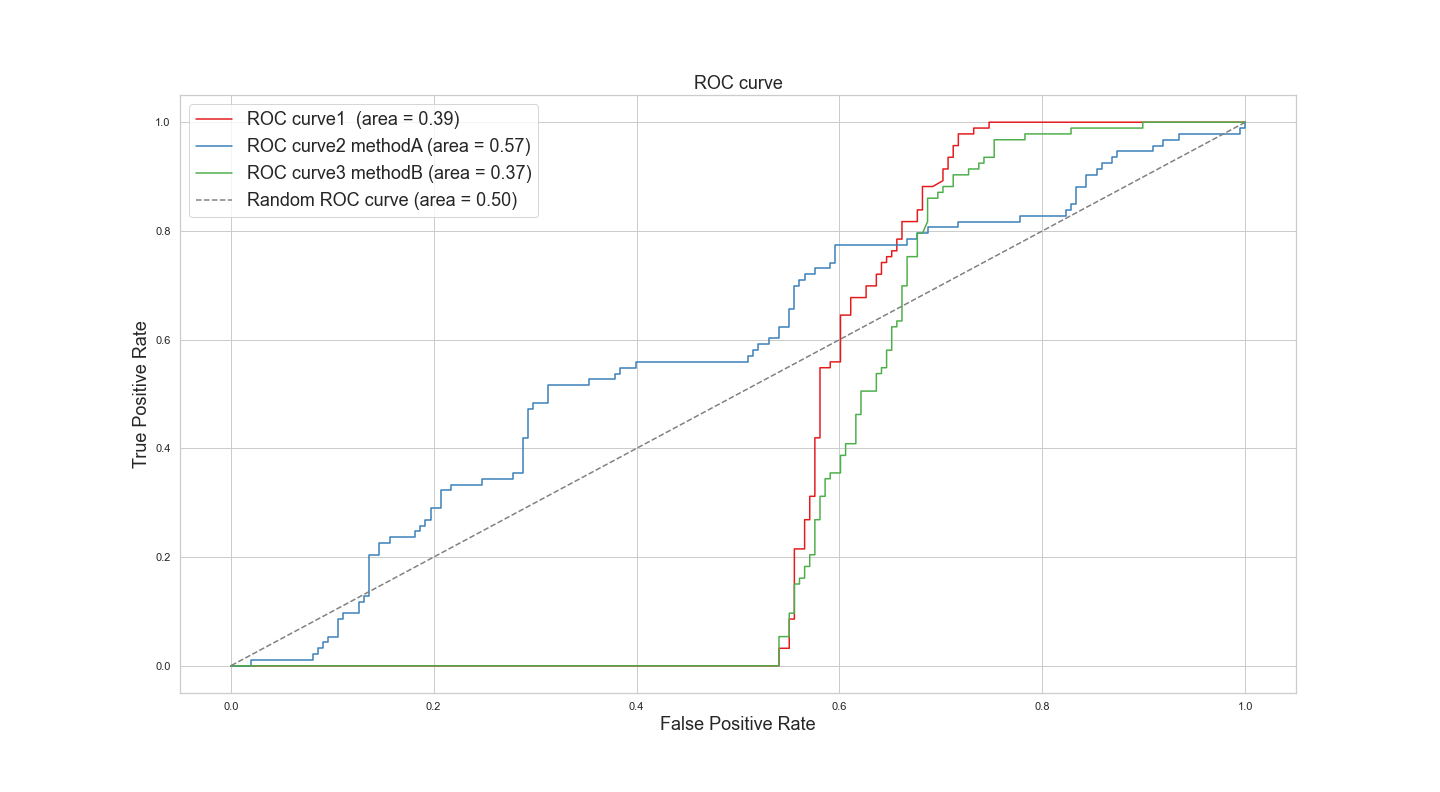 ROC curve
ROC curve1  (area = 0.39)
ROC curve2 methodA (area = 0.57)
ROC curve3 methodB (area = 0.37)
Random ROC curve (area = 0.50)
True Positive Rate
1.0
0.8
0.6
0.4
0.2
0.0
0.0 0.2 0.4 0.6 0.8 1.0
False Positive Rate